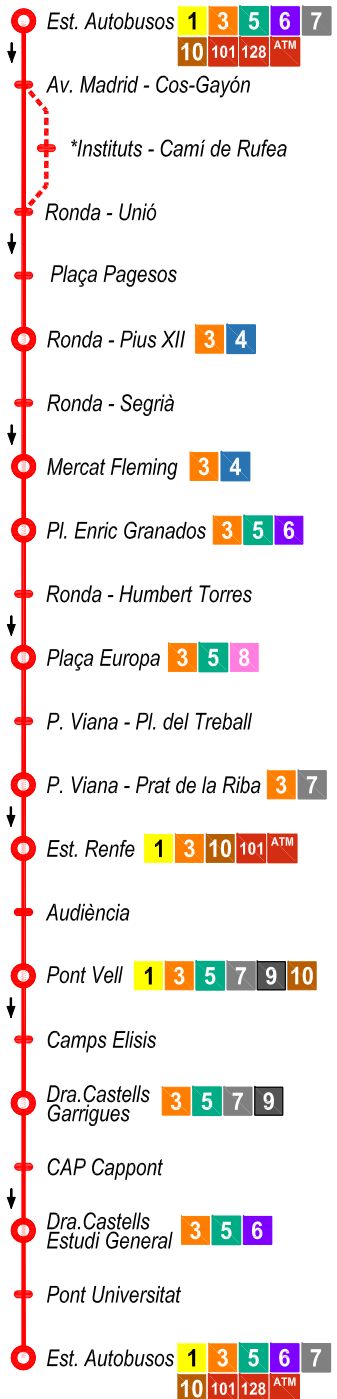 Est. Autobusos 1 3 5 6 7
10 101 128 ATM
Av. Madrid - Cos-Gayón
*Instituts - Camí de Rufea
Ronda - Unió
Plaça Pagesos
Ronda - Pius XII 3 4
Ronda - Segrià
Mercat Fleming 3 4
Pl. Enric Granados 3 5 6
Ronda - Humbert Torres
Plaça Europa 3 5 8
P. Viana - Pl. del Treball
P. Viana - Prat de la Riba 3 7
Est. Renfe 1 3 10 101 ATM
Audiència
Pont Vell 1 3 5 7 9 10
Camps Elisis
Dra.Castells
Garrigues 3 5 7 9
CAP Cappont
Dra.Castells
Estudi General 3 5 6
Pont Universitat
Est. Autobusos 1 3 5 6 7
10 101 128 ATM